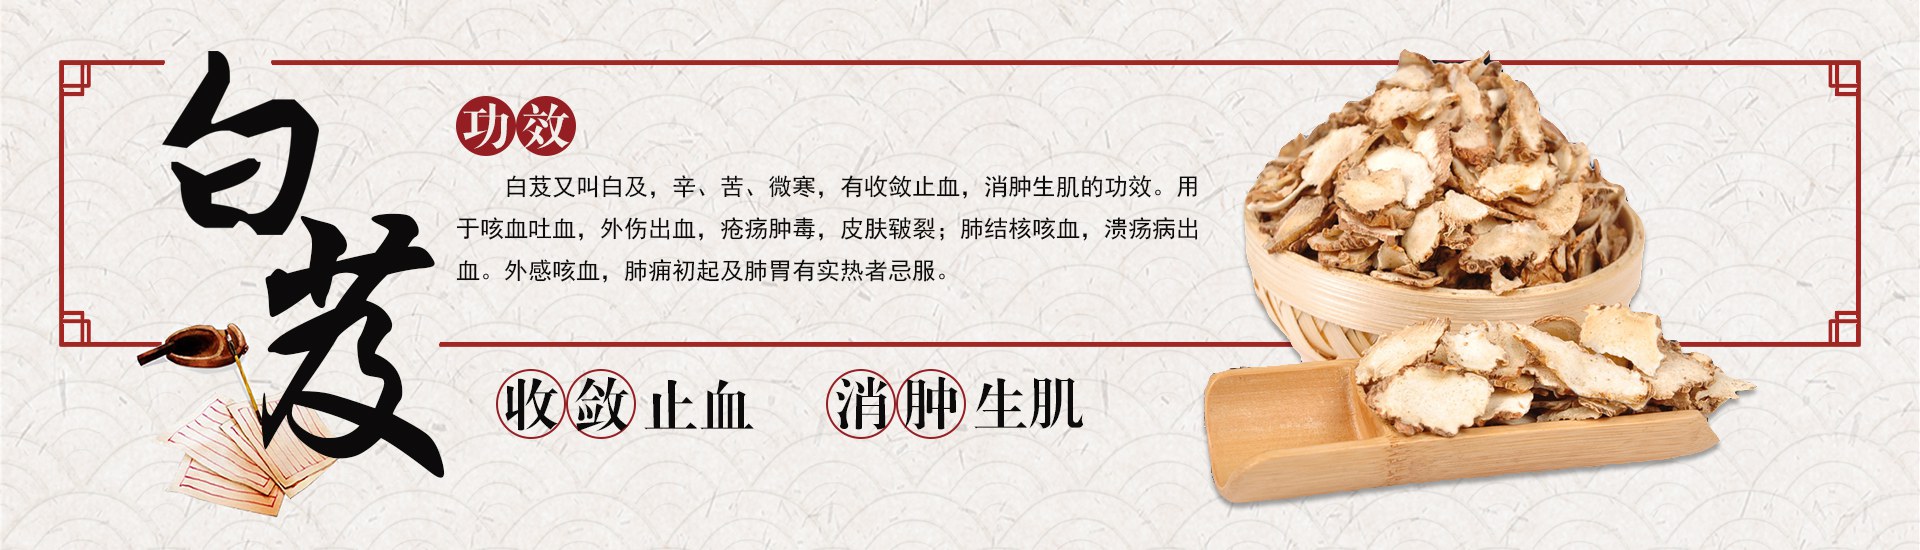 白芨
功效
白芨又叫白及，辛、苦、微寒，有收敛止血，消肿生肌的功效。用
于咳血吐血，外伤出血，疮疡肿毒，皮肤皲裂；肺结核咳血，溃疡病出
血。外感咳血，肺痈初起及肺胃有实热者忌服。
收敛止血 消肿生肌